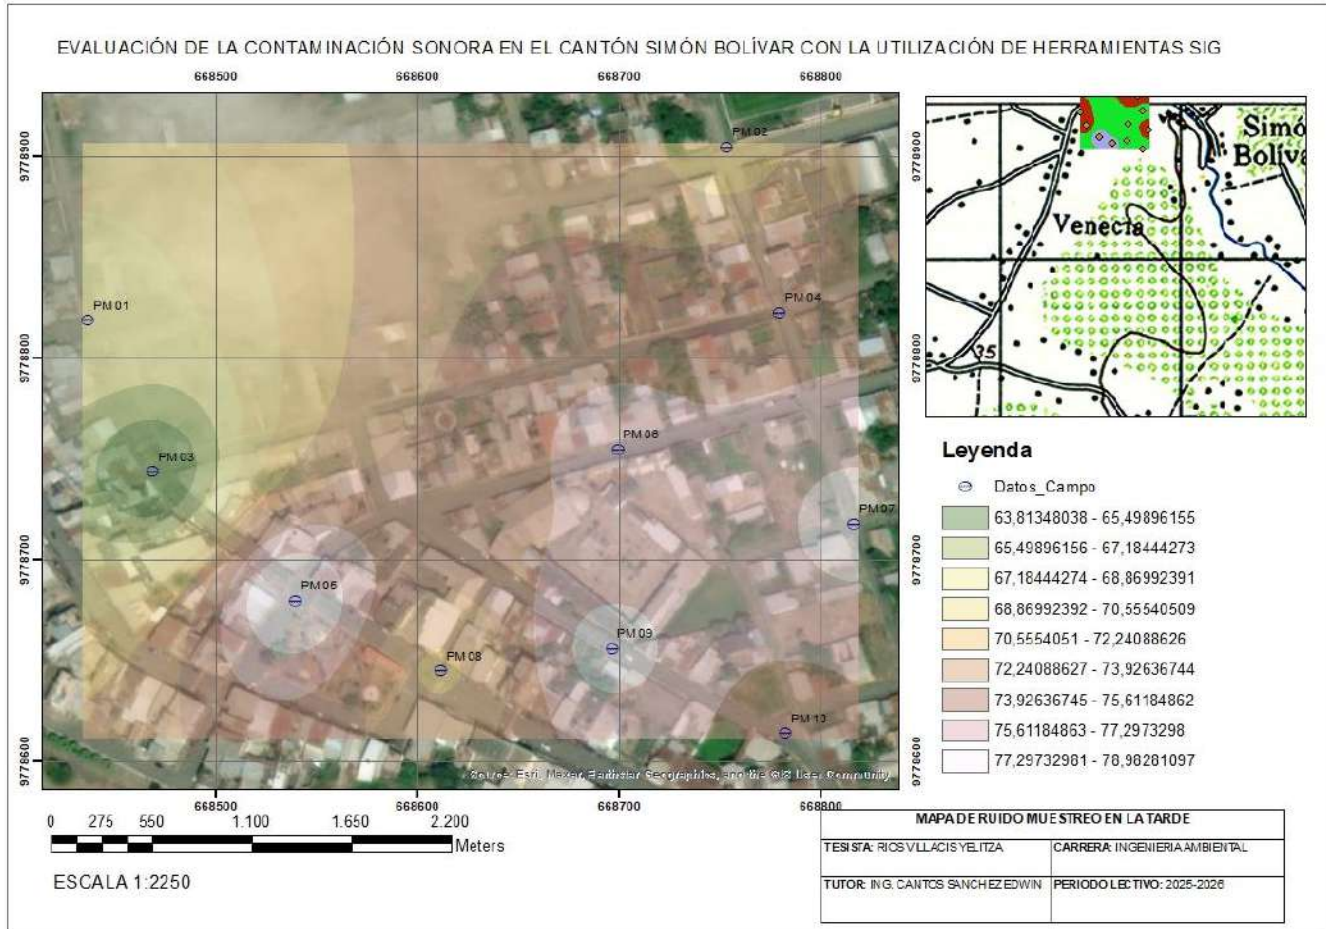 EVALUACIÓN DE LA CONTAMINACIÓN SONORA EN EL CANTÓN SIMÓN BOLÍVAR CON LA UTILIZACIÓN DE HERRAMIENTAS SIG
668500 668600 668700 668800
9778900 9778900
9778800 9778800
9778700 9778700
9778600 9778600
PM 02
PM 01
PM 04
PM 06
PM 03
PM 07
PM 05
PM 09
PM 08
PM 10
Source: Esri, Maxar, Earthstar Geographics, and the GIS User Community
668500 668600 668700 668800
0 275 550 1.100 1.650 2.200
Meters
ESCALA 1:2250
Simó
Bolíva
Venecia
35
Leyenda
Datos_Campo
63,81348038 - 65,49896155
65,49896156 - 67,18444273
67,18444274 - 68,86992391
68,86992392 - 70,55540509
70,5554051 - 72,24088626
72,24088627 - 73,92636744
73,92636745 - 75,61184862
75,61184863 - 77,2973298
77,29732981 - 78,98281097
MAPA DE RUIDO MUESTREO EN LA TARDE
TESISTA: RIOS VILLACIS YELITZA CARRERA: INGENIERIA AMBIENTAL
TUTOR: ING. CANTOS SANCHEZ EDWIN PERIODO LECTIVO: 2025-2026